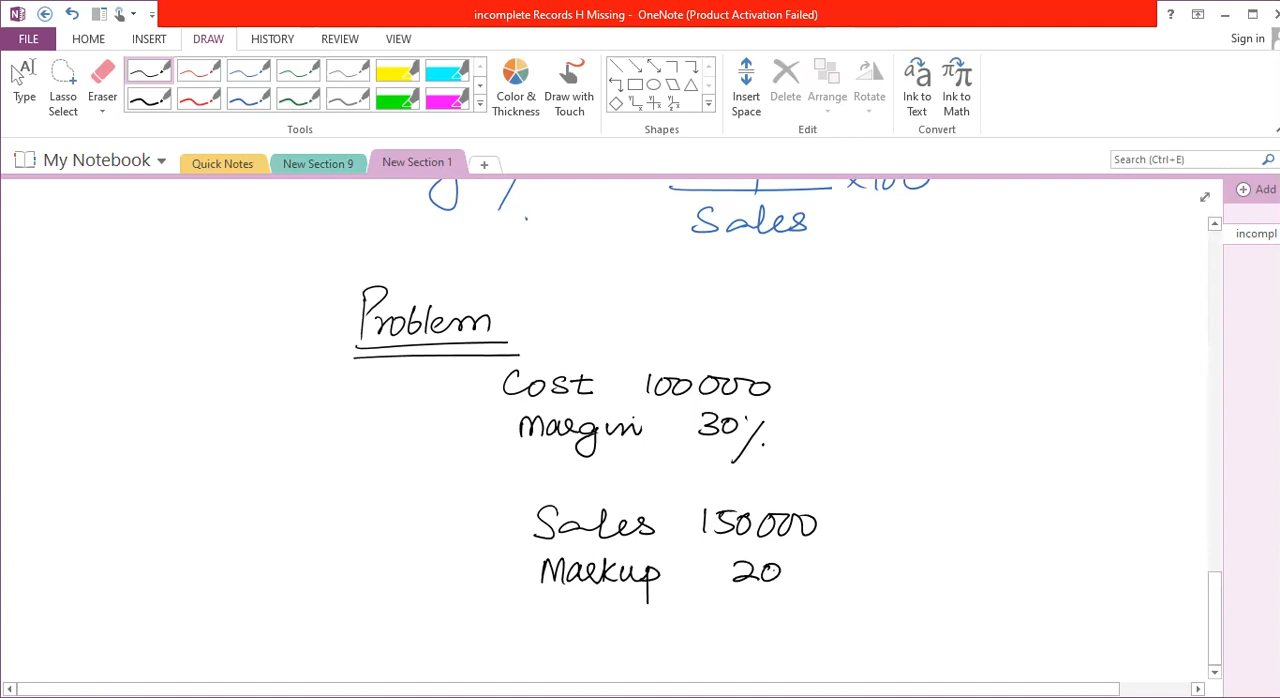 incomplete Records H Missing - OneNote (Product Activation Failed)
FILE HOME INSERT DRAW HISTORY REVIEW VIEW
Sign in
Type Lasso Select Eraser Color & Thickness Draw with Touch Insert Space Delete Arrange Rotate Ink to Text Ink to Math
Tools Shapes Edit Convert
My Notebook Quick Notes New Section 9 New Section 1 Search (Ctrl+E)
Add
incompl
% x100
Sales
Problem
Cost 100000
Margin 30%
Sales 150000
Markup 20